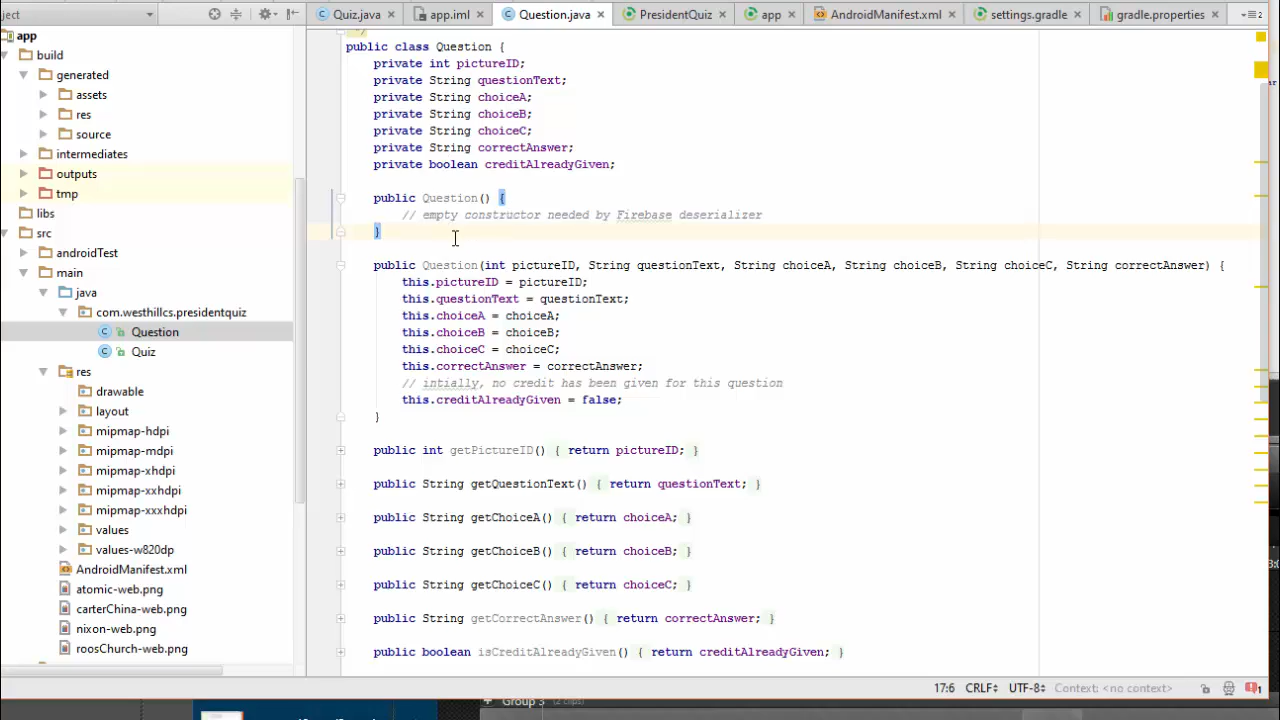 ject
Quiz.java
app.iml
Question.java
PresidentQuiz
app
AndroidManifest.xml
settings.gradle
gradle.properties
app
build
generated
assets
res
source
intermediates
outputs
tmp
libs
src
androidTest
main
java
com.westhillcs.presidentquiz
Question
Quiz
res
drawable
layout
mipmap-hdpi
mipmap-mdpi
mipmap-xhdpi
mipmap-xxhdpi
mipmap-xxxhdpi
values
values-w820dp
AndroidManifest.xml
atomic-web.png
carterChina-web.png
nixon-web.png
roosChurch-web.png
*/
public class Question {
private int pictureID;
private String questionText;
private String choiceA;
private String choiceB;
private String choiceC;
private String correctAnswer;
private boolean creditAlreadyGiven;
public Question() {
// empty constructor needed by Firebase deserializer
}
public Question(int pictureID, String questionText, String choiceA, String choiceB, String choiceC, String correctAnswer) {
this.pictureID = pictureID;
this.questionText = questionText;
this.choiceA = choiceA;
this.choiceB = choiceB;
this.choiceC = choiceC;
this.correctAnswer = correctAnswer;
// intially, no credit has been given for this question
this.creditAlreadyGiven = false;
}
public int getPictureID() { return pictureID; }
public String getQuestionText() { return questionText; }
public String getChoiceA() { return choiceA; }
public String getChoiceB() { return choiceB; }
public String getChoiceC() { return choiceC; }
public String getCorrectAnswer() { return correctAnswer; }
public boolean isCreditAlreadyGiven() { return creditAlreadyGiven; }
17:6 CRLF UTF-8 Context: <no context>
Group 3 (2 clips)